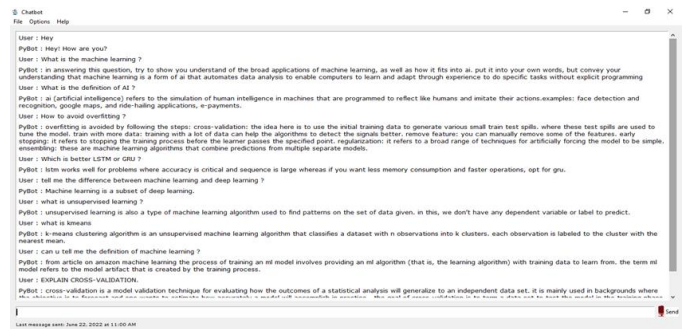 Chatbot
File Options Help
User : Hey
PyBot : Hey! How are you?
User : What is the machine learning ?
PyBot : in answering this question, try to show you understand of the broad applications of machine learning, as well as how it fits into ai. put it into your own words, but convey your
understanding that machine learning is a form of ai that automates data analysis to enable computers to learn and adapt through experience to do specific tasks without explicit programming
User : What is the definition of AI ?
PyBot : ai (artificial intelligence) refers to the simulation of human intelligence in machines that are programmed to reflect like humans and imitate their actions.examples: face detection and
recognition, google maps, and ride-hailing applications, e-payments.
User : How to avoid overfitting ?
PyBot : overfitting is avoided by following the steps: cross-validation: the idea here is to use the initial training data to generate various small train test spills. where these test spills are used to
tune the model. train with more data: training with a lot of data can help the algorithms to detect the signals better. remove feature: you can manually remove some of the features. early
stopping: it refers to stopping the training process before the learner passes the specified point. regularization: it refers to a broad range of techniques for artificially forcing the model to be simple.
ensembling: these are machine learning algorithms that combine predictions from multiple separate models.
User : Which is better LSTM or GRU ?
PyBot : lstm works well for problems where accuracy is critical and sequence is large whereas if you want less memory consumption and faster operations, opt for gru.
User : tell me the difference between machine learning and deep learning ?
PyBot : Machine learning is a subset of deep learning.
User : what is unsupervised learning ?
PyBot : unsupervised learning is also a type of machine learning algorithm used to find patterns on the set of data given. in this, we don't have any dependent variable or label to predict.
User : what is kmeans
PyBot : k-means clustering algorithm is an unsupervised machine learning algorithm that classifies a dataset with n observations into k clusters. each observation is labeled to the cluster with the
nearest mean.
User : can u tell me the definition of machine learning ?
PyBot : from article on amazon machine learning the process of training an ml model involves providing an ml algorithm (that is, the learning algorithm) with training data to learn from. the term ml
model refers to the model artifact that is created by the training process.
User : EXPLAIN CROSS-VALIDATION.
PyBot : cross-validation is a model validation technique for evaluating how the outcomes of a statistical analysis will generalize to an independent data set. it is mainly used in backgrounds where
Send
Last message sent: June 22, 2022 at 11:00 AM